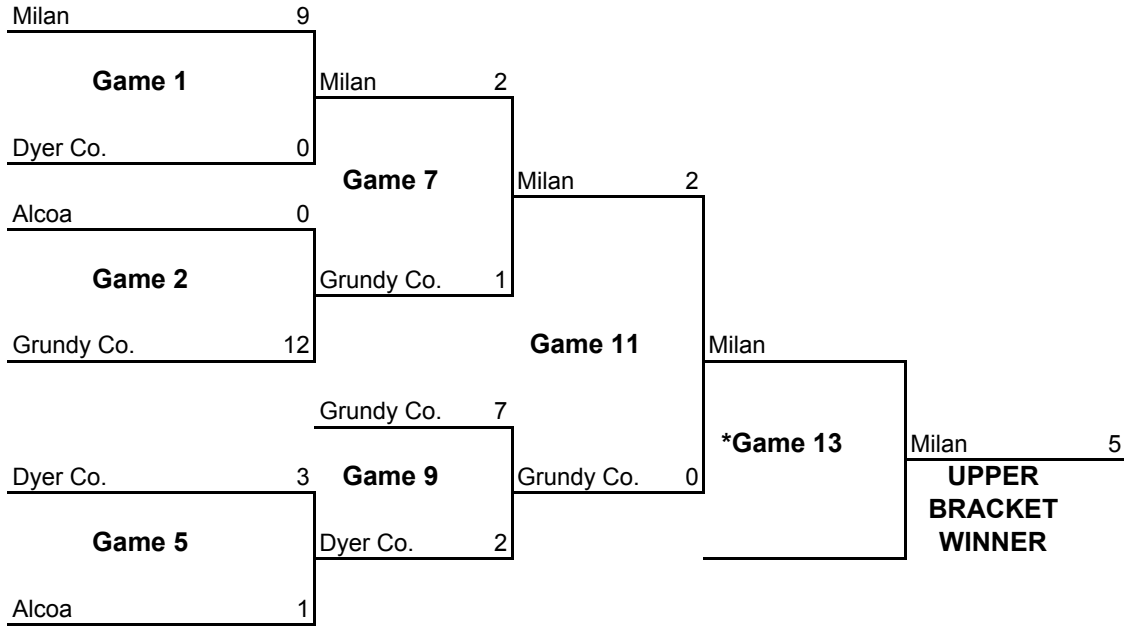 Milan 9
Game 1
Milan 2
Dyer Co. 0
Game 7
Milan 2
Alcoa 0
Game 2
Grundy Co. 1
Grundy Co. 12
Game 11
Milan
Grundy Co. 7
*Game 13
Milan 5
Dyer Co. 3
Game 9
Grundy Co. 0
UPPER
BRACKET
WINNER
Game 5
Dyer Co. 2
Alcoa 1